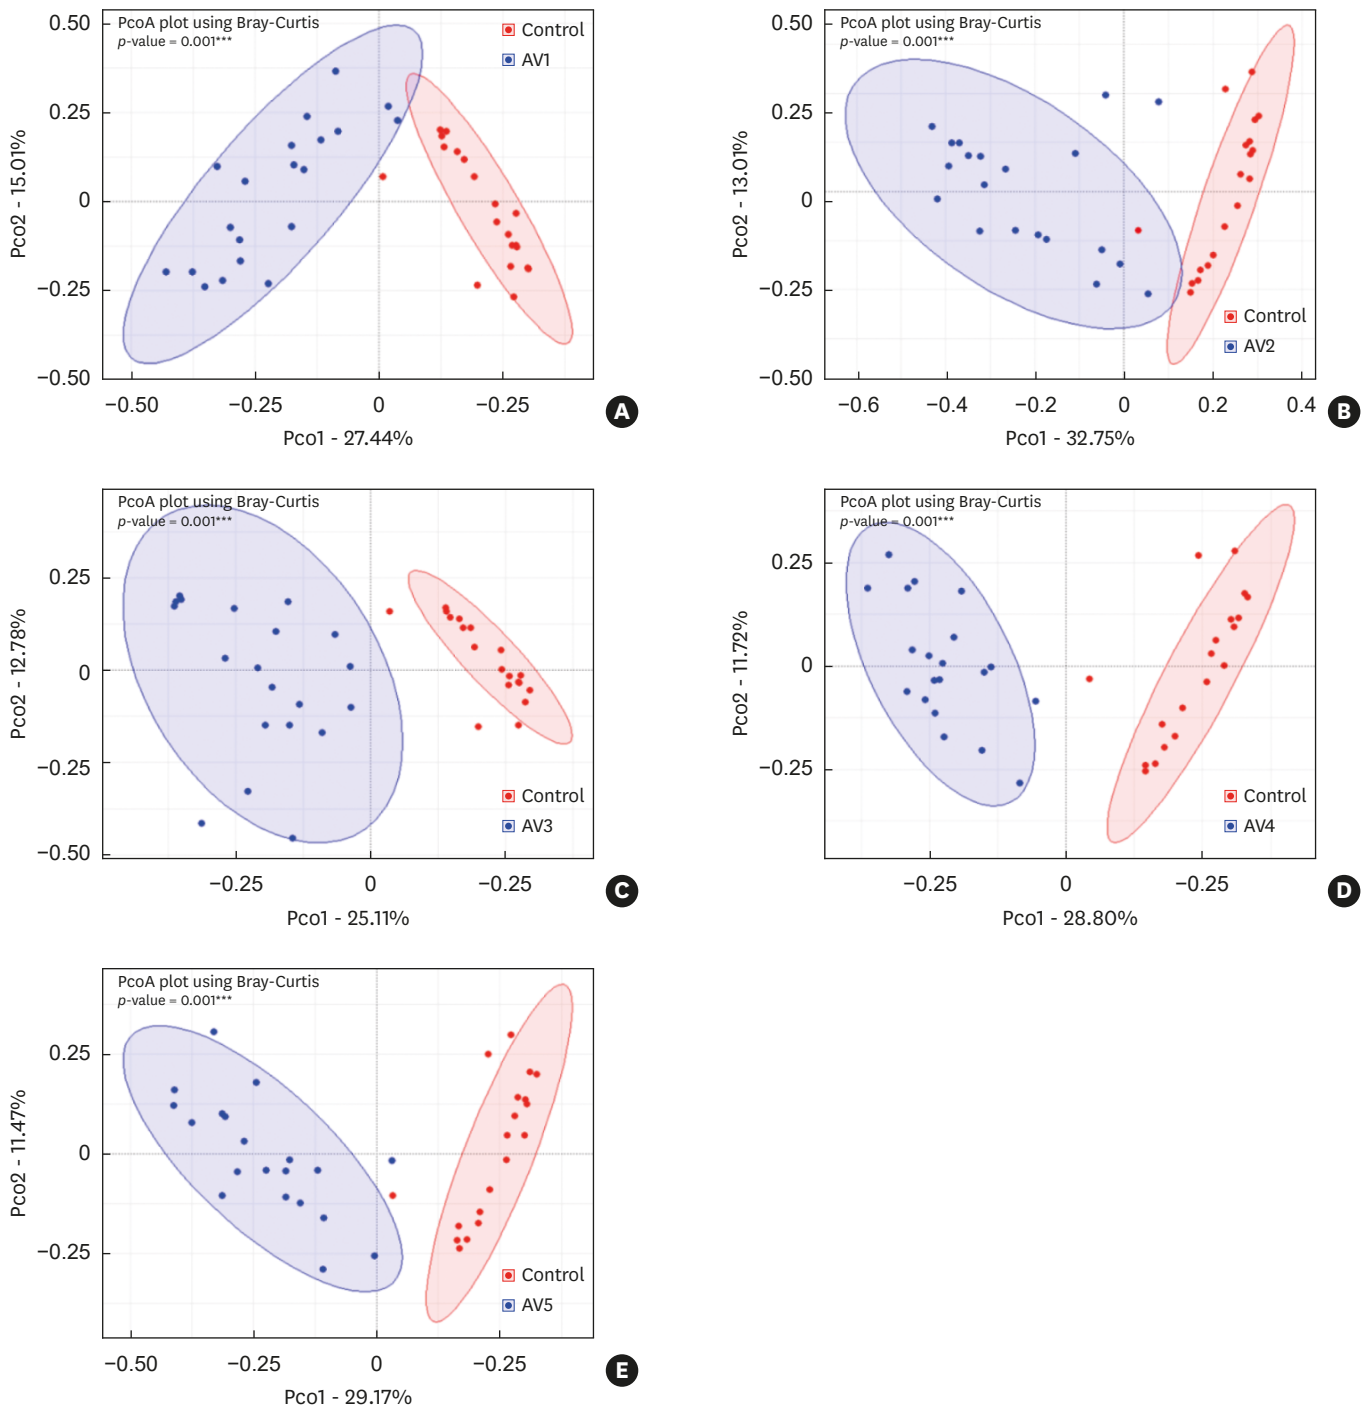 PcoA plot using Bray-Curtis
p-value = 0.001***
Control
AV1
0.50
0.25
0
−0.25
−0.50
Pco2 - 15.01%
−0.50 −0.25 0 −0.25
Pco1 - 27.44%
A
PcoA plot using Bray-Curtis
p-value = 0.001***
Control
AV2
0.50
0.25
0
−0.25
−0.50
Pco2 - 13.01%
−0.6 −0.4 −0.2 0 0.2 0.4
Pco1 - 32.75%
B
PcoA plot using Bray-Curtis
p-value = 0.001***
Control
AV3
0.25
0
−0.25
−0.50
Pco2 - 12.78%
−0.25 0 −0.25
Pco1 - 25.11%
C
PcoA plot using Bray-Curtis
p-value = 0.001***
Control
AV4
0.25
0
−0.25
Pco2 - 11.72%
−0.25 0 −0.25
Pco1 - 28.80%
D
PcoA plot using Bray-Curtis
p-value = 0.001***
Control
AV5
0.25
0
−0.25
Pco2 - 11.47%
−0.50 −0.25 0 −0.25
Pco1 - 29.17%
E